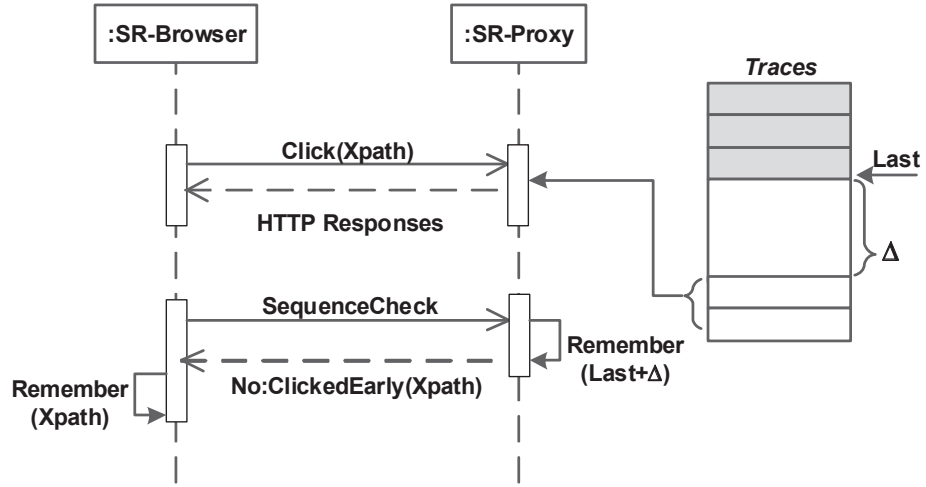 :SR-Browser
:SR-Proxy
Traces
Click(Xpath)
Last
HTTP Responses
Δ
SequenceCheck
Remember
(Last+Δ)
No:ClickedEarly(Xpath)
Remember
(Xpath)